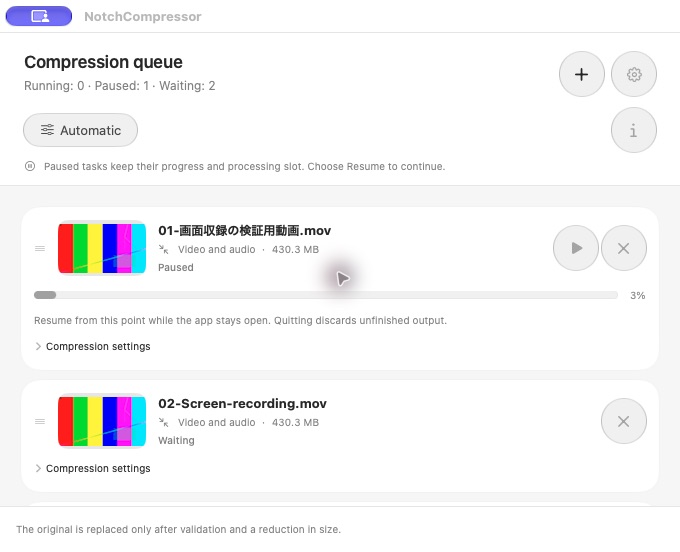 NotchCompressor
Compression queue
Running: 0 · Paused: 1 · Waiting: 2
Automatic
Paused tasks keep their progress and processing slot. Choose Resume to continue.
01-画面収録の検証用動画.mov
Video and audio · 430.3 MB
Paused
3%
Resume from this point while the app stays open. Quitting discards unfinished output.
Compression settings
02-Screen-recording.mov
Video and audio · 430.3 MB
Waiting
Compression settings
The original is replaced only after validation and a reduction in size.